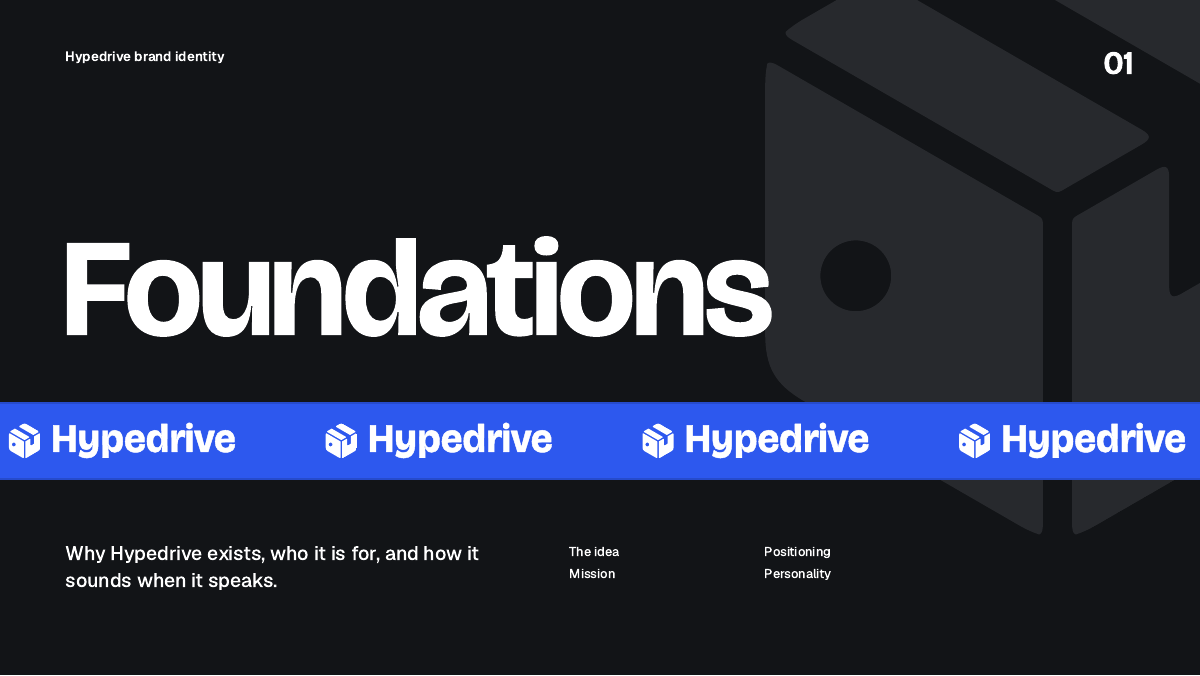 Hypedrive brand identity
01
Foundations
Hypedrive Hypedrive Hypedrive Hypedrive
Why Hypedrive exists, who it is for, and how it
sounds when it speaks.
The idea
Mission
Positioning
Personality